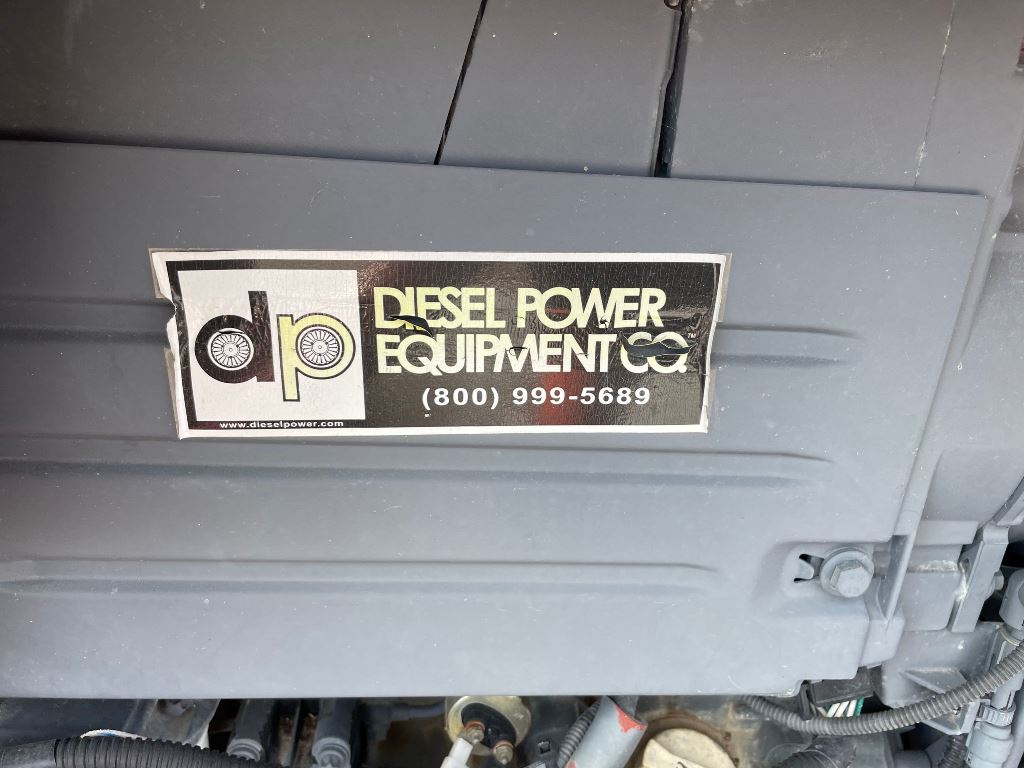 dp
DIESEL POWER
EQUIPMENT CO.
(800) 999-5689
www.dieselpower.com